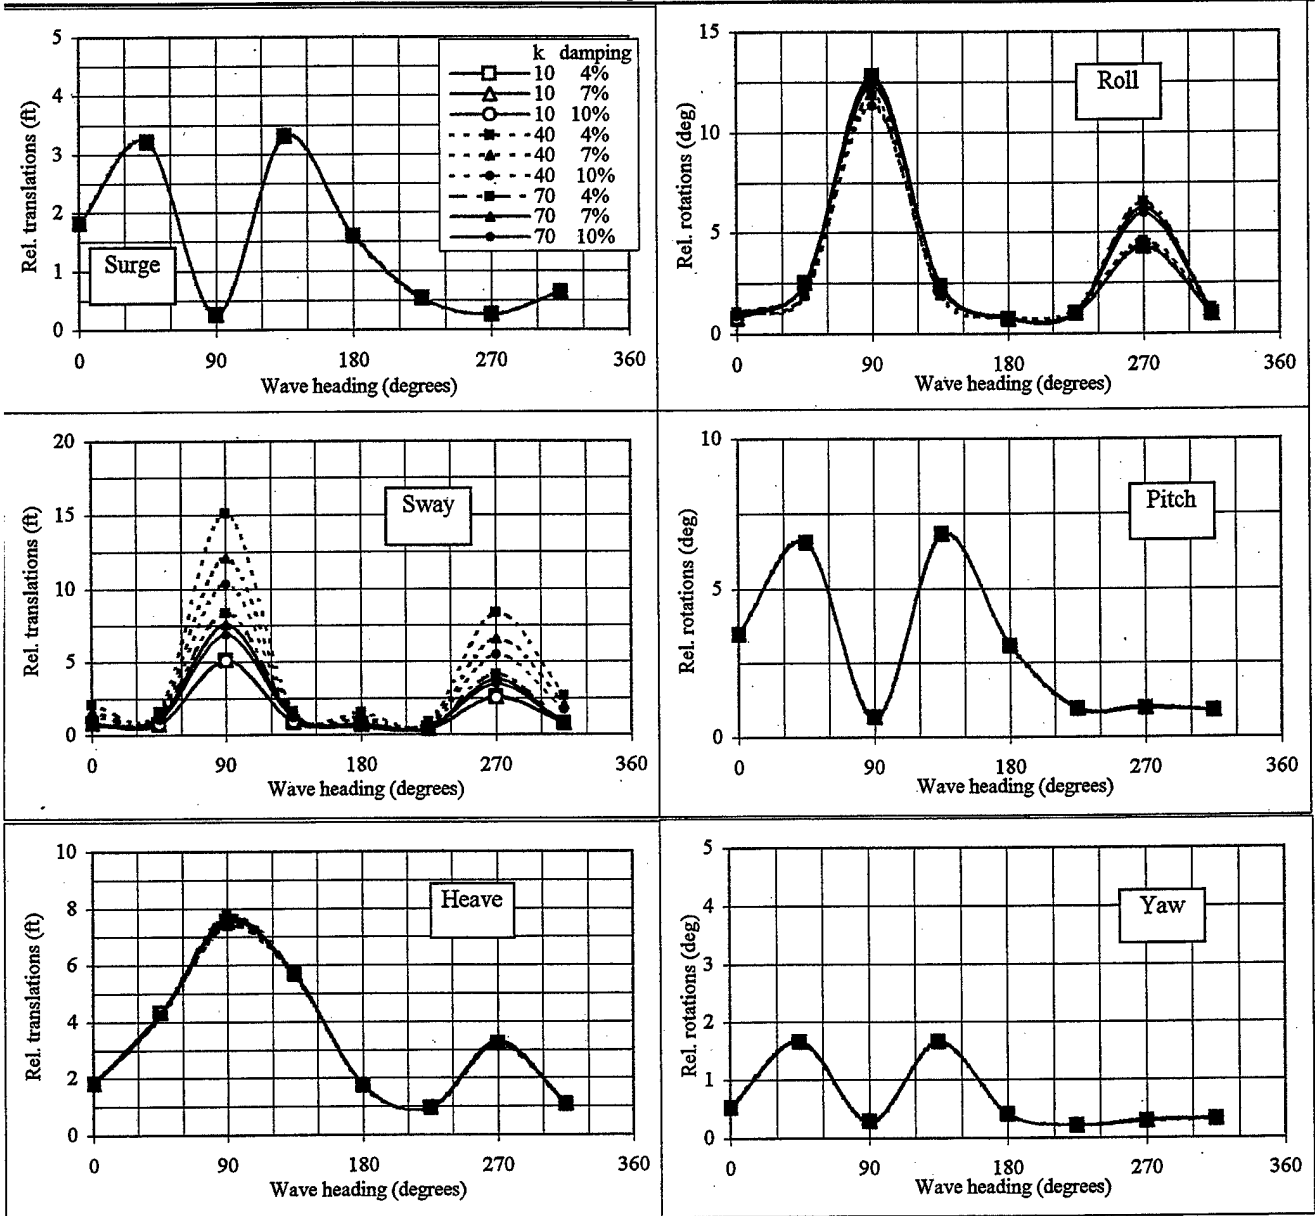 5
4
3
2
1
0
Rel. translations (ft)
Surge
k damping
10 4%
10 7%
10 10%
40 4%
40 7%
40 10%
70 4%
70 7%
70 10%
0 90 180 270 360
Wave heading (degrees)
15
10
5
0
Rel. rotations (deg)
Roll
0 90 180 270 360
Wave heading (degrees)
20
15
10
5
0
Rel. translations (ft)
Sway
0 90 180 270 360
Wave heading (degrees)
10
5
0
Rel. rotations (deg)
Pitch
0 90 180 270 360
Wave heading (degrees)
10
8
6
4
2
0
Rel. translations (ft)
Heave
0 90 180 270 360
Wave heading (degrees)
5
4
3
2
1
0
Rel. rotations (deg)
Yaw
0 90 180 270 360
Wave heading (degrees)